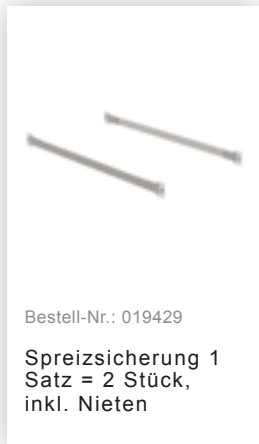 Bestell-Nr.: 019429
Spreizsicherung 1
Satz = 2 Stück,
inkl. Nieten